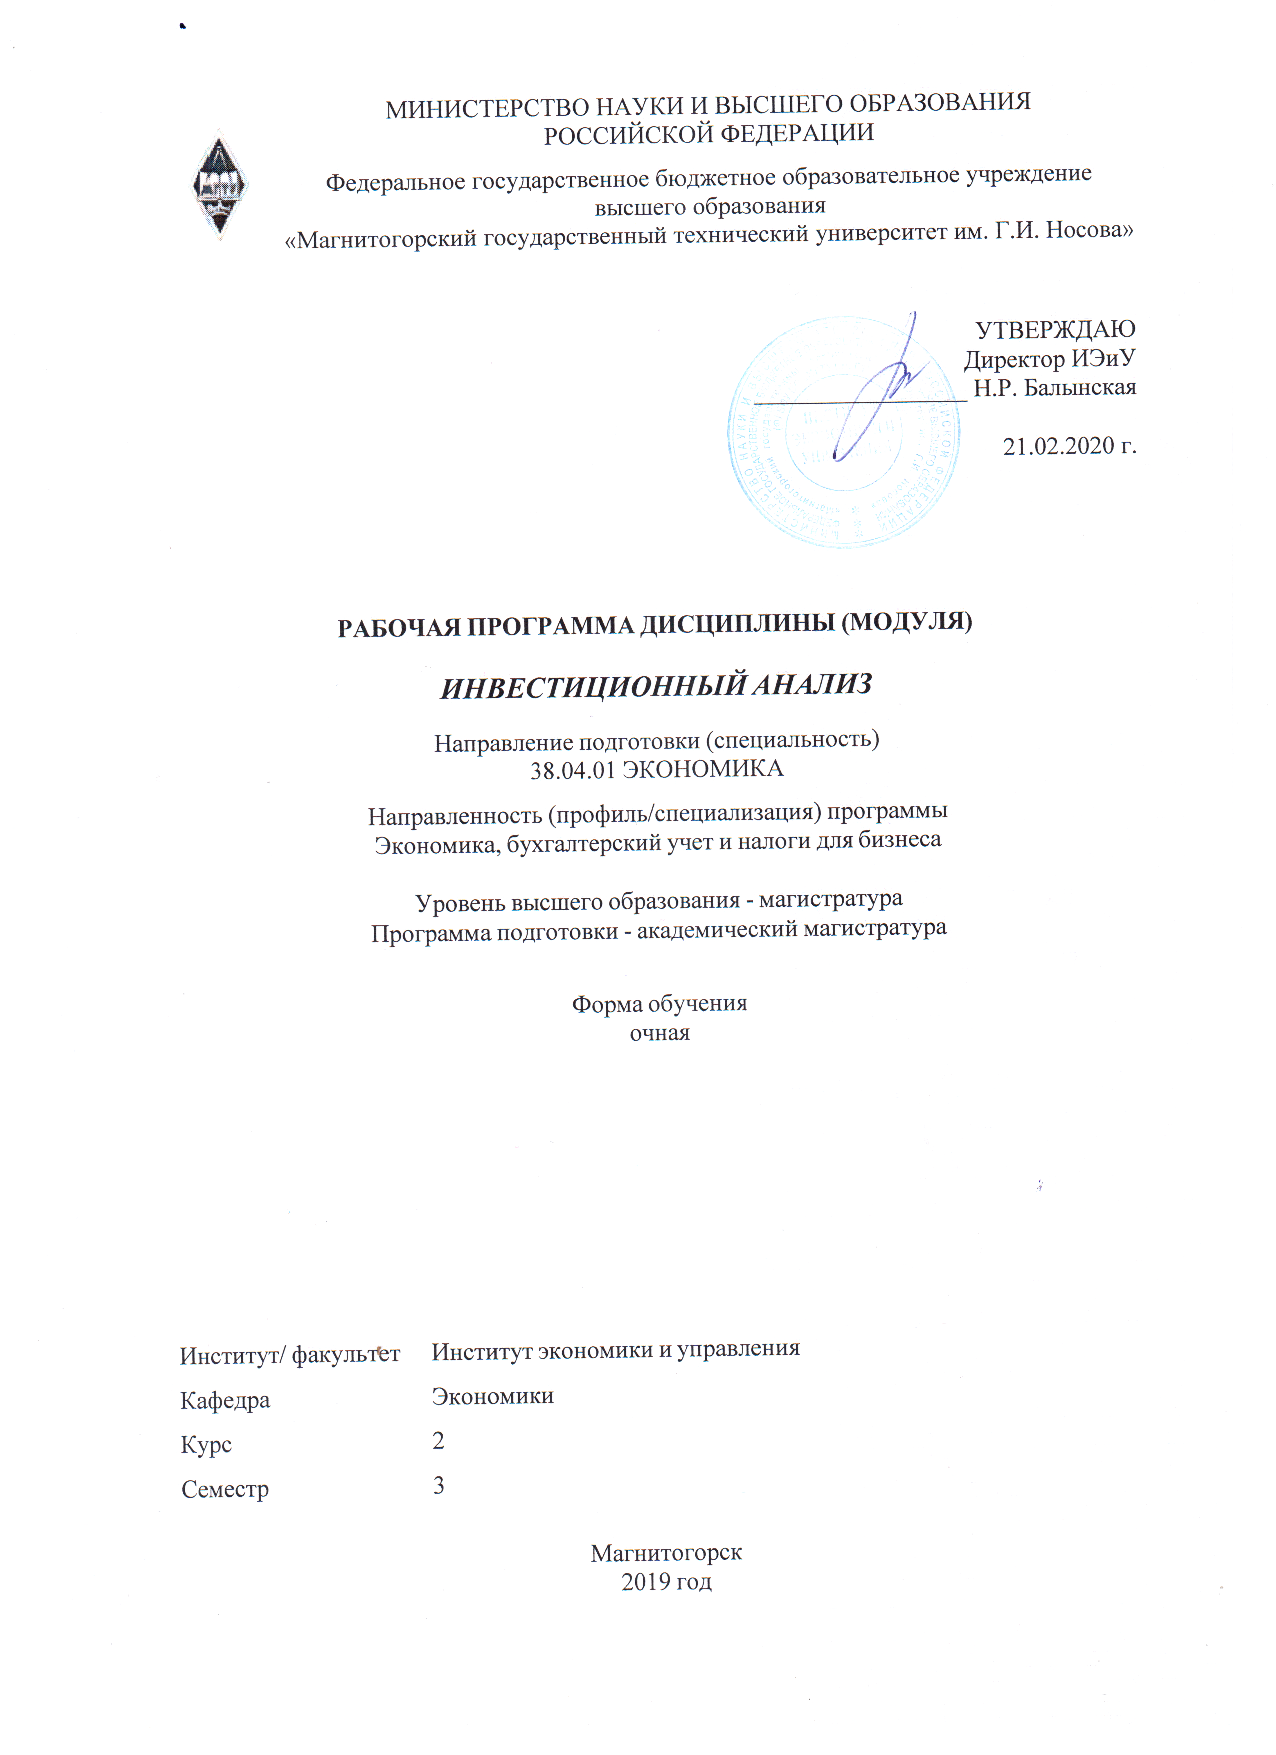 МИНИСТЕРСТВО НАУКИ И ВЫСШЕГО ОБРАЗОВАНИЯ
РОССИЙСКОЙ ФЕДЕРАЦИИ
Федеральное государственное бюджетное образовательное учреждение
высшего образования
«Магнитогорский государственный технический университет им. Г.И. Носова»
УТВЕРЖДАЮ
Директор ИЭиУ
Н.Р. Балынская
21.02.2020 г.
РАБОЧАЯ ПРОГРАММА ДИСЦИПЛИНЫ (МОДУЛЯ)
ИНВЕСТИЦИОННЫЙ АНАЛИЗ
Направление подготовки (специальность)
38.04.01 ЭКОНОМИКА
Направленность (профиль/специализация) программы
Экономика, бухгалтерский учет и налоги для бизнеса
Уровень высшего образования - магистратура
Программа подготовки - академический магистратура
Форма обучения
очная
Институт/ факультет Институт экономики и управления
Кафедра Экономики
Курс 2
Семестр 3
Магнитогорск
2019 год